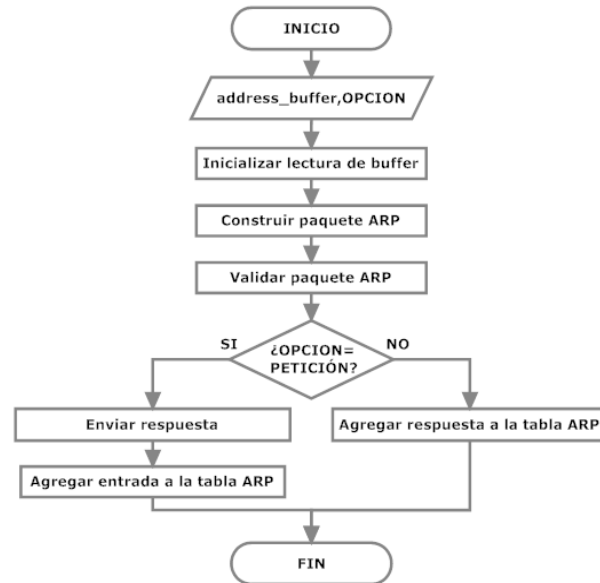 INICIO
address_buffer,OPCION
Inicializar lectura de buffer
Construir paquete ARP
Validar paquete ARP
SI
¿OPCION=
PETICIÓN?
NO
Enviar respuesta
Agregar respuesta a la tabla ARP
Agregar entrada a la tabla ARP
FIN